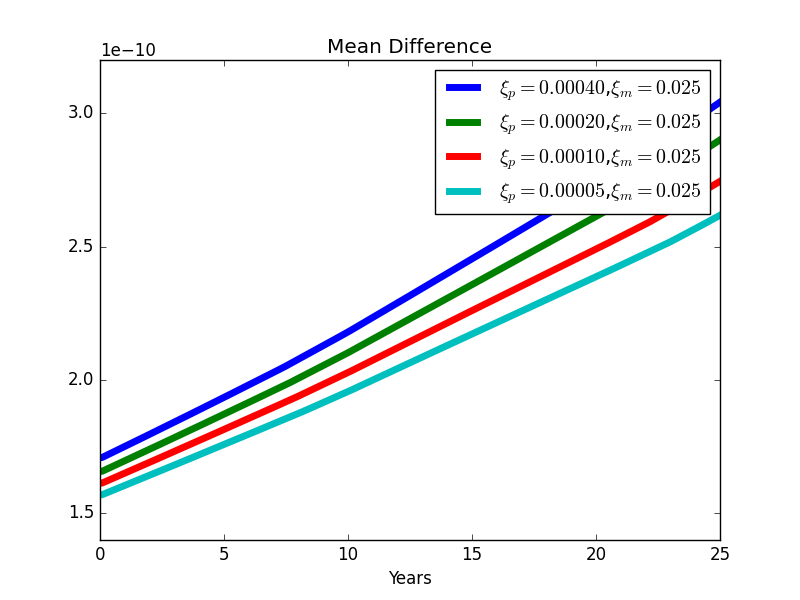 Mean Difference
1e−10
3.0
2.5
2.0
1.5
ξₚ = 0.00040,ξₘ = 0.025
ξₚ = 0.00020,ξₘ = 0.025
ξₚ = 0.00010,ξₘ = 0.025
ξₚ = 0.00005,ξₘ = 0.025
0 5 10 15 20 25
Years